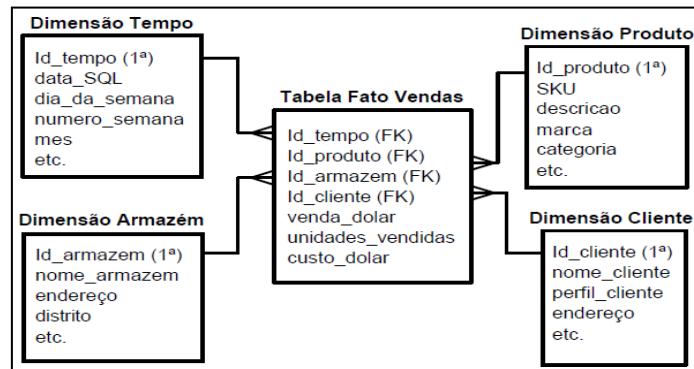 Dimensão Tempo
Id_tempo (1ª)
data_SQL
dia_da_semana
numero_semana
mes
etc.
Dimensão Produto
Id_produto (1ª)
SKU
descricao
marca
categoria
etc.
Tabela Fato Vendas
Id_tempo (FK)
Id_produto (FK)
Id_armazem (FK)
Id_cliente (FK)
venda_dolar
unidades_vendidas
custo_dolar
Dimensão Armazém
Id_armazem (1ª)
nome_armazem
endereço
distrito
etc.
Dimensão Cliente
Id_cliente (1ª)
nome_cliente
perfil_cliente
endereço
etc.